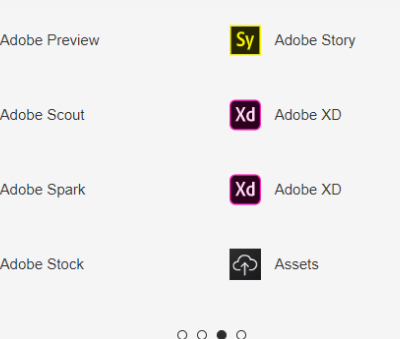 Adobe Preview
Sy Adobe Story
Adobe Scout
Xd Adobe XD
Adobe Spark
Xd Adobe XD
Adobe Stock
Assets